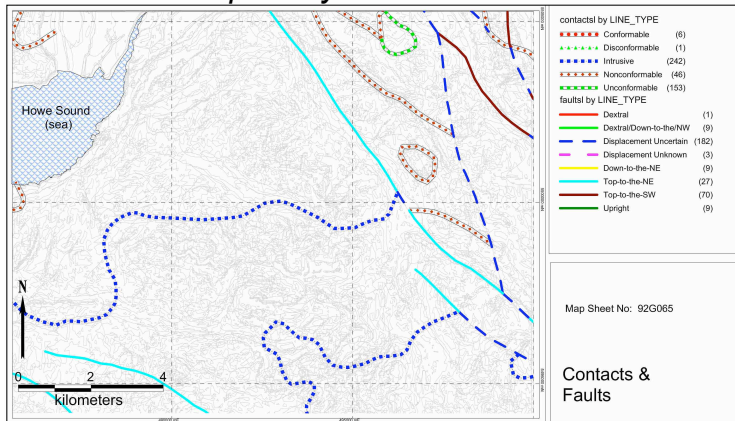 Howe Sound
(sea)
N
0 2 4
kilometers
contactsl by LINE_TYPE
Conformable (6)
Disconformable (1)
Intrusive (242)
Nonconformable (46)
Unconformable (153)
faultsl by LINE_TYPE
Dextral (1)
Dextral/Down-to-the/NW (9)
Displacement Uncertain (182)
Displacement Unknown (3)
Down-to-the-NE (9)
Top-to-the-NE (27)
Top-to-the-SW (70)
Upright (9)
Map Sheet No: 92G065
Contacts &
Faults